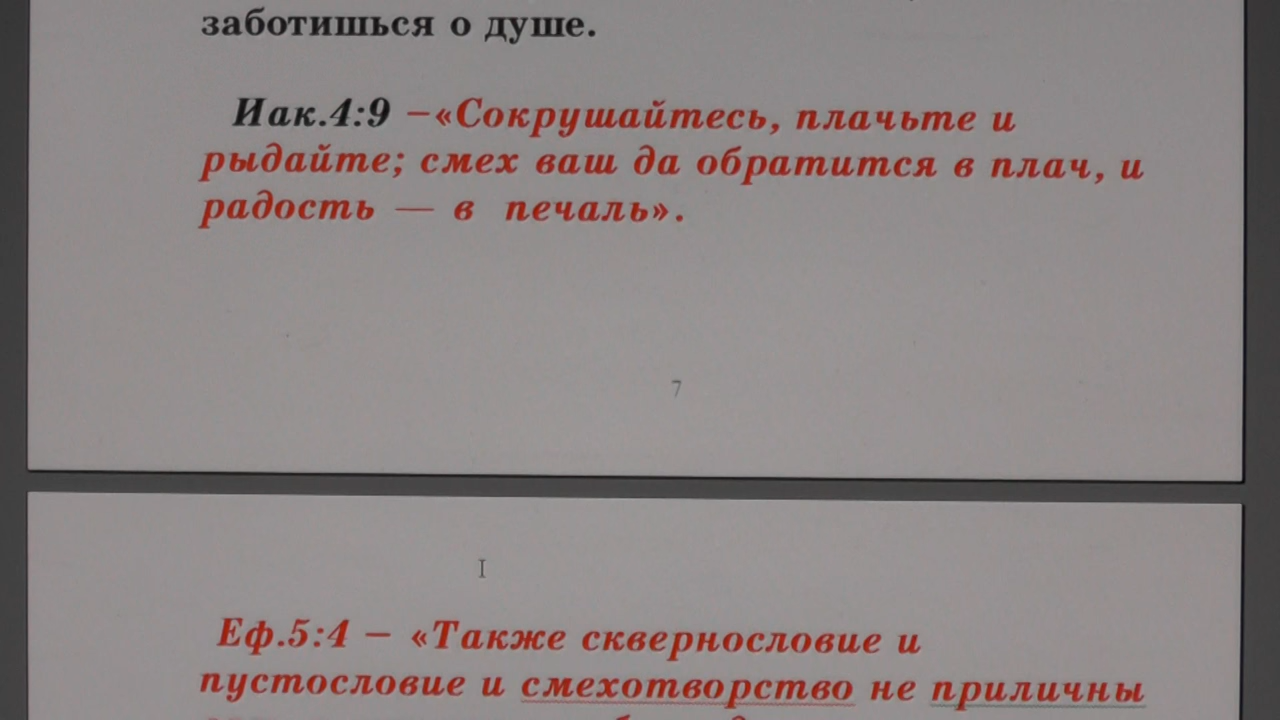 заботишься о душе.
Иак.4:9 –«Сокрушайтесь, плачьте и
рыдайте; смех ваш да обратится в плач, и
радость — в печаль».
7
Еф.5:4 – «Также сквернословие и
пустословие и смехотворство не приличны